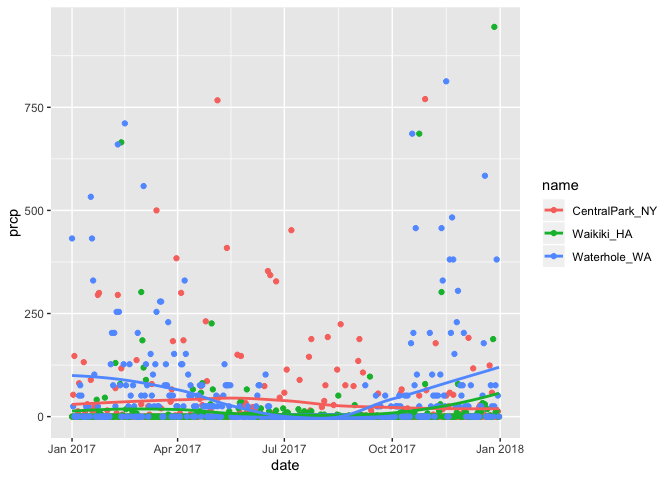 750
500
250
0
prcp
Jan 2017
Apr 2017
Jul 2017
Oct 2017
Jan 2018
date
name
CentralPark_NY
Waikiki_HA
Waterhole_WA